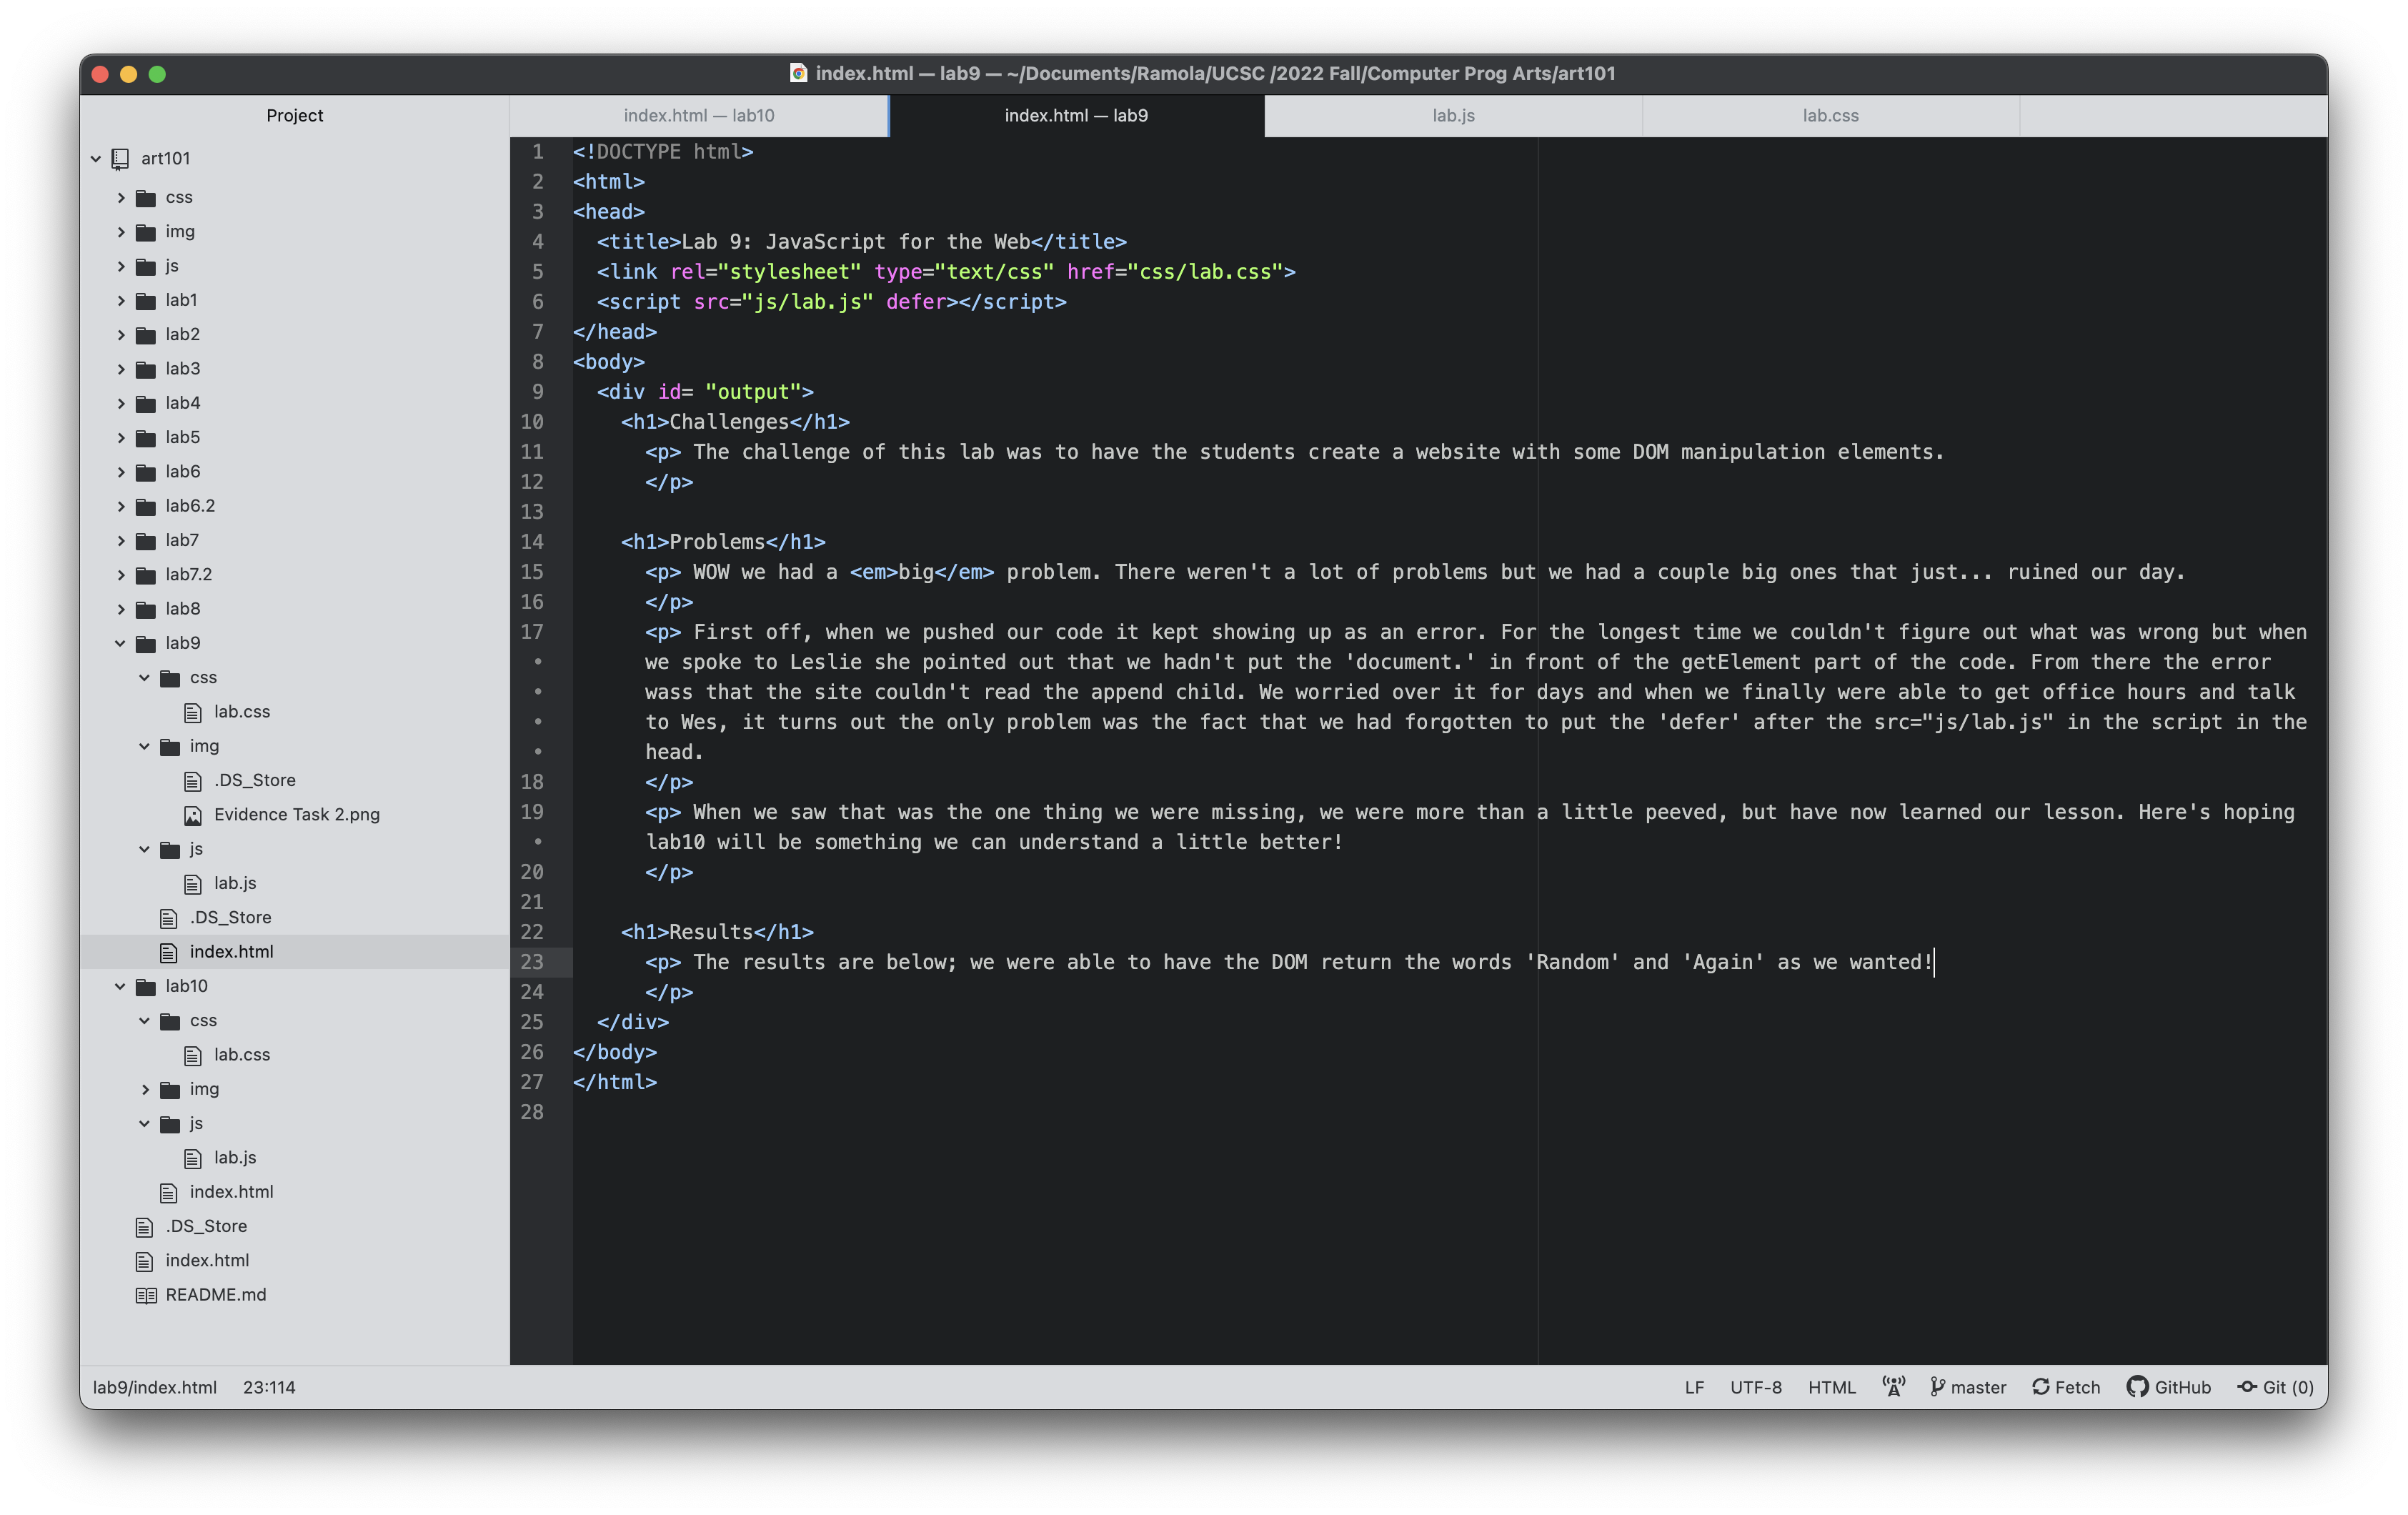 index.html — lab9 — ~/Documents/Ramola/UCSC /2022 Fall/Computer Prog Arts/art101
Project
index.html — lab10
index.html — lab9
lab.js
lab.css
art101
css
img
js
lab1
lab2
lab3
lab4
lab5
lab6
lab6.2
lab7
lab7.2
lab8
lab9
css
lab.css
img
.DS_Store
Evidence Task 2.png
js
lab.js
.DS_Store
index.html
lab10
css
lab.css
img
js
lab.js
index.html
.DS_Store
index.html
README.md
1 <!DOCTYPE html>
2 <html>
3 <head>
4 <title>Lab 9: JavaScript for the Web</title>
5 <link rel="stylesheet" type="text/css" href="css/lab.css">
6 <script src="js/lab.js" defer></script>
7 </head>
8 <body>
9 <div id= "output">
10 <h1>Challenges</h1>
11 <p> The challenge of this lab was to have the students create a website with some DOM manipulation elements.
12 </p>
13
14 <h1>Problems</h1>
15 <p> WOW we had a <em>big</em> problem. There weren't a lot of problems but we had a couple big ones that just... ruined our day.
16 </p>
17 <p> First off, when we pushed our code it kept showing up as an error. For the longest time we couldn't figure out what was wrong but when
• we spoke to Leslie she pointed out that we hadn't put the 'document.' in front of the getElement part of the code. From there the error
• wass that the site couldn't read the append child. We worried over it for days and when we finally were able to get office hours and talk
• to Wes, it turns out the only problem was the fact that we had forgotten to put the 'defer' after the src="js/lab.js" in the script in the
• head.
18 </p>
19 <p> When we saw that was the one thing we were missing, we were more than a little peeved, but have now learned our lesson. Here's hoping
• lab10 will be something we can understand a little better!
20 </p>
21
22 <h1>Results</h1>
23 <p> The results are below; we were able to have the DOM return the words 'Random' and 'Again' as we wanted!
24 </p>
25 </div>
26 </body>
27 </html>
28
lab9/index.html 23:114 LF UTF-8 HTML master Fetch GitHub Git (0)